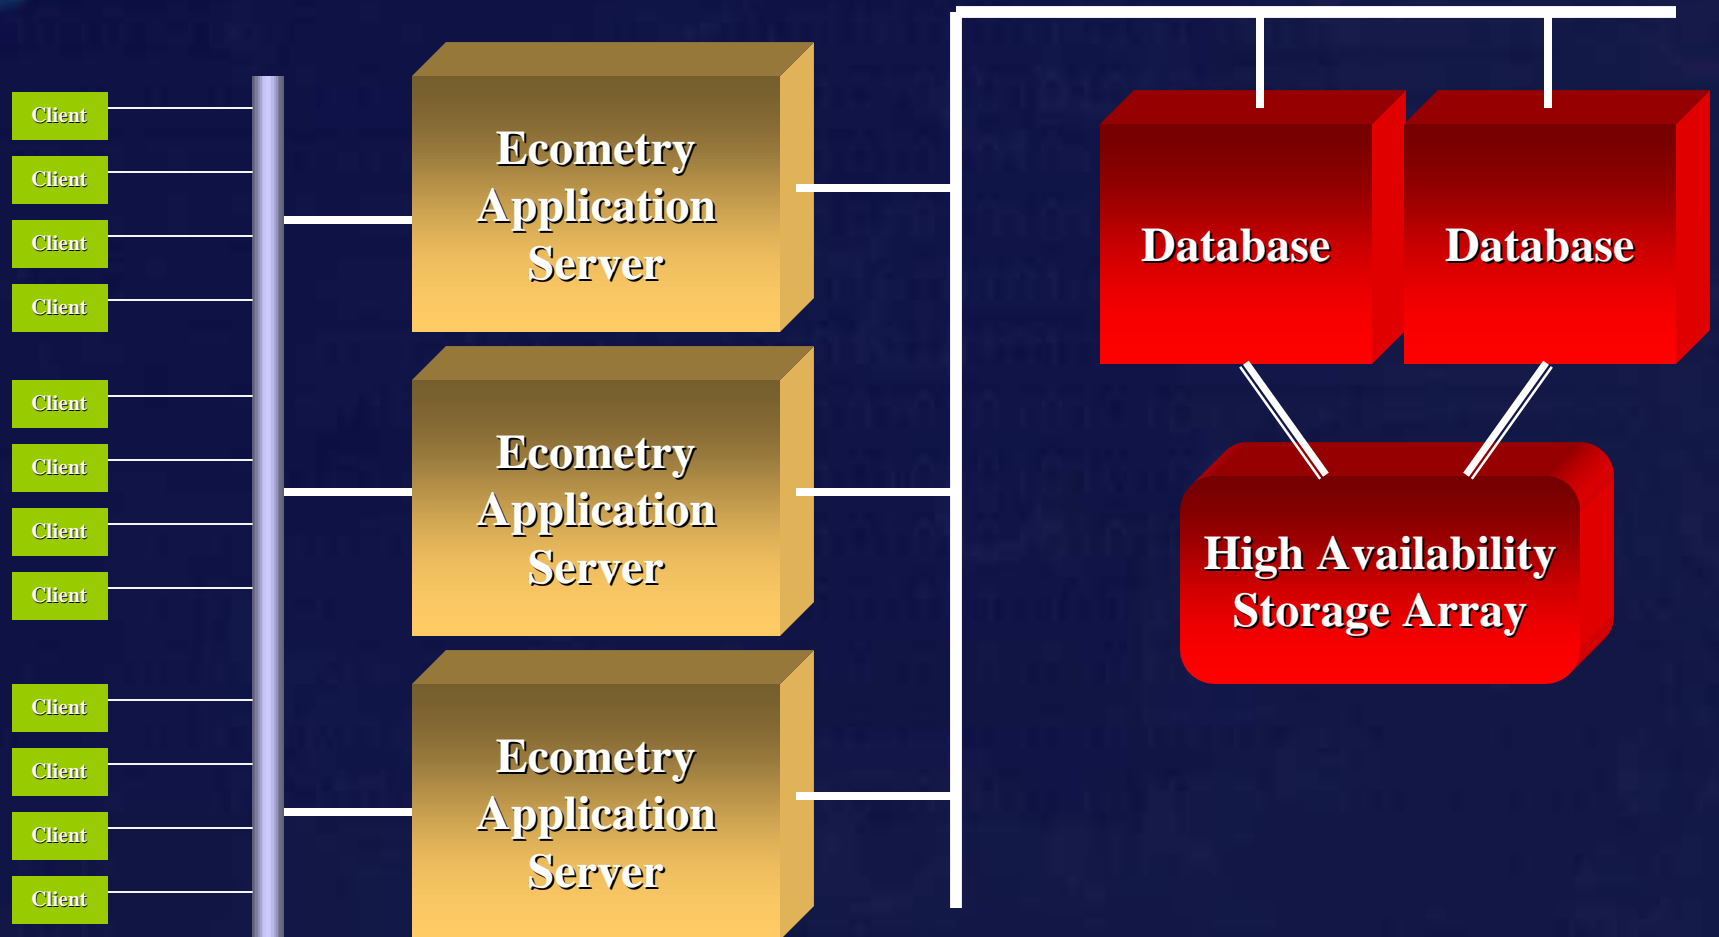 Client
Client
Client
Client
Client
Client
Client
Client
Client
Client
Client
Client
Ecometry
Application
Server
Ecometry
Application
Server
Ecometry
Application
Server
Database
Database
High Availability
Storage Array